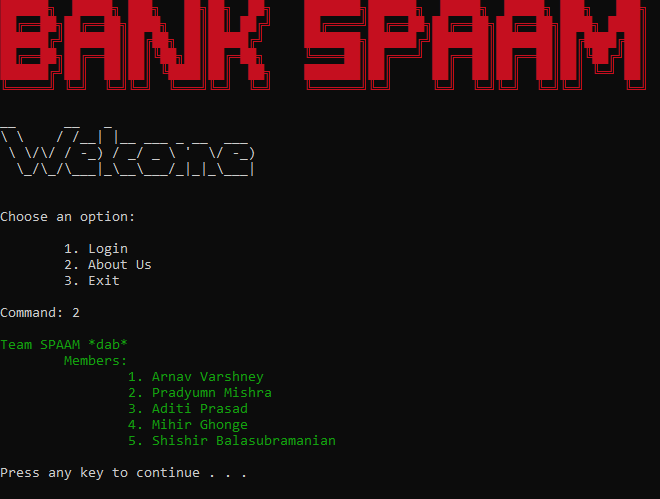 BANK SPAAM
Welcome
Choose an option:
1. Login
2. About Us
3. Exit
Command: 2
Team SPAAM *dab*
Members:
1. Arnav Varshney
2. Pradyumn Mishra
3. Aditi Prasad
4. Mihir Ghonge
5. Shishir Balasubramanian
Press any key to continue . . .